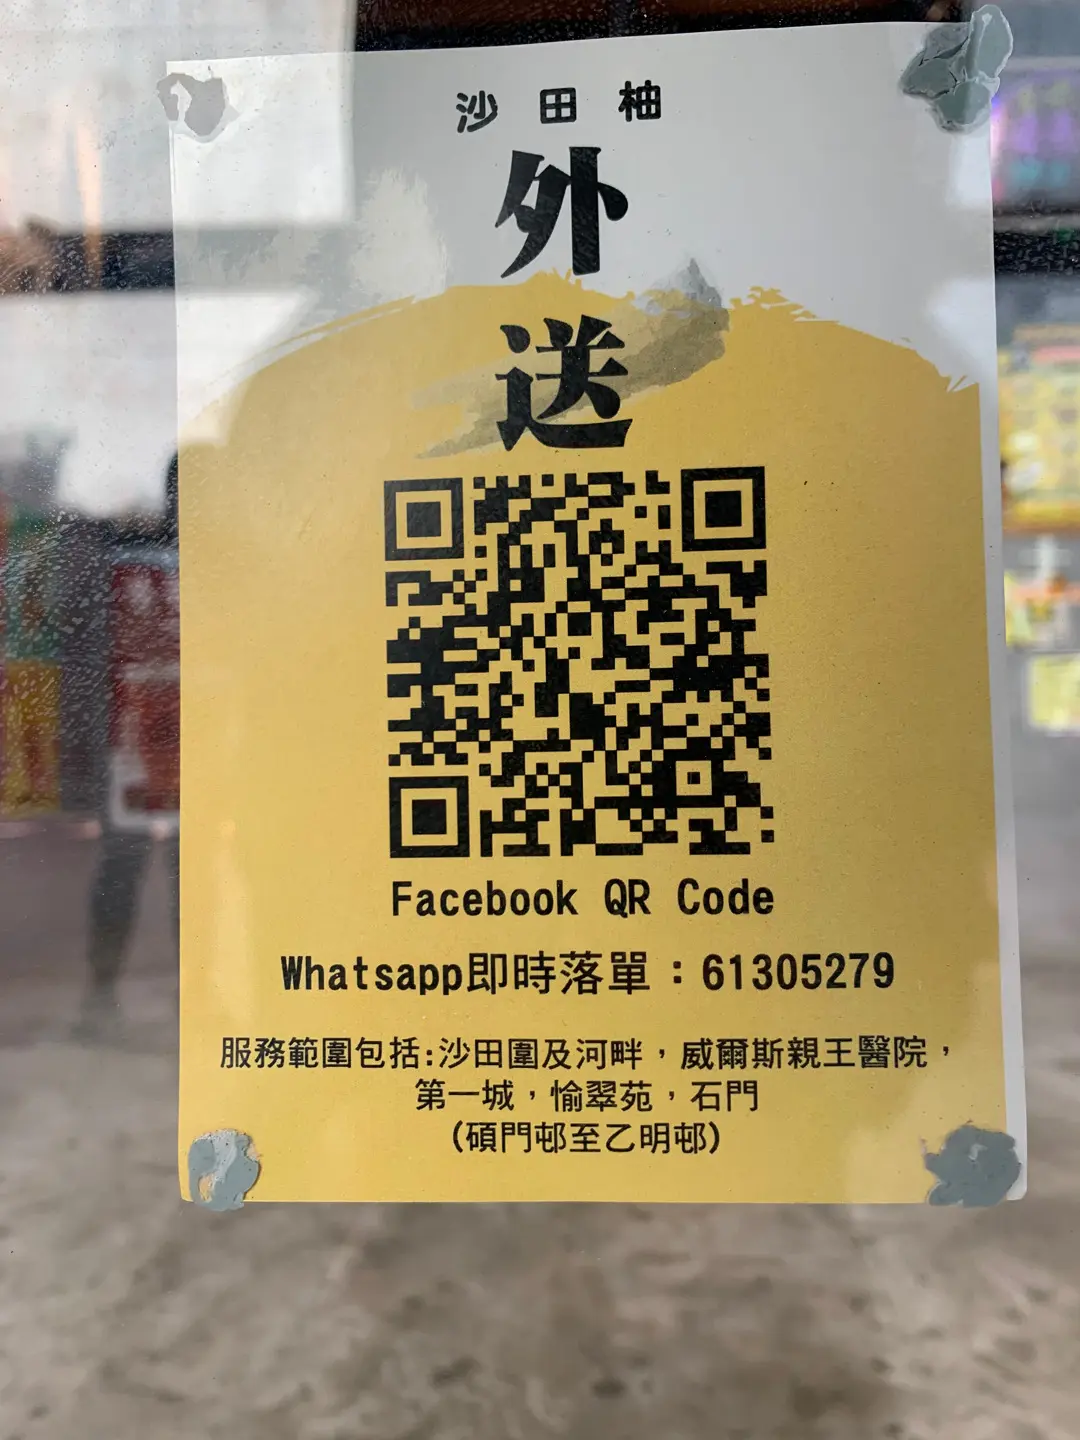 沙田柚
外
送
Facebook QR Code
Whatsapp即時落單：61305279
服務範圍包括:沙田圍及河畔，威爾斯親王醫院，
第一城，愉翠苑，石門
(碩門邨至乙明邨)